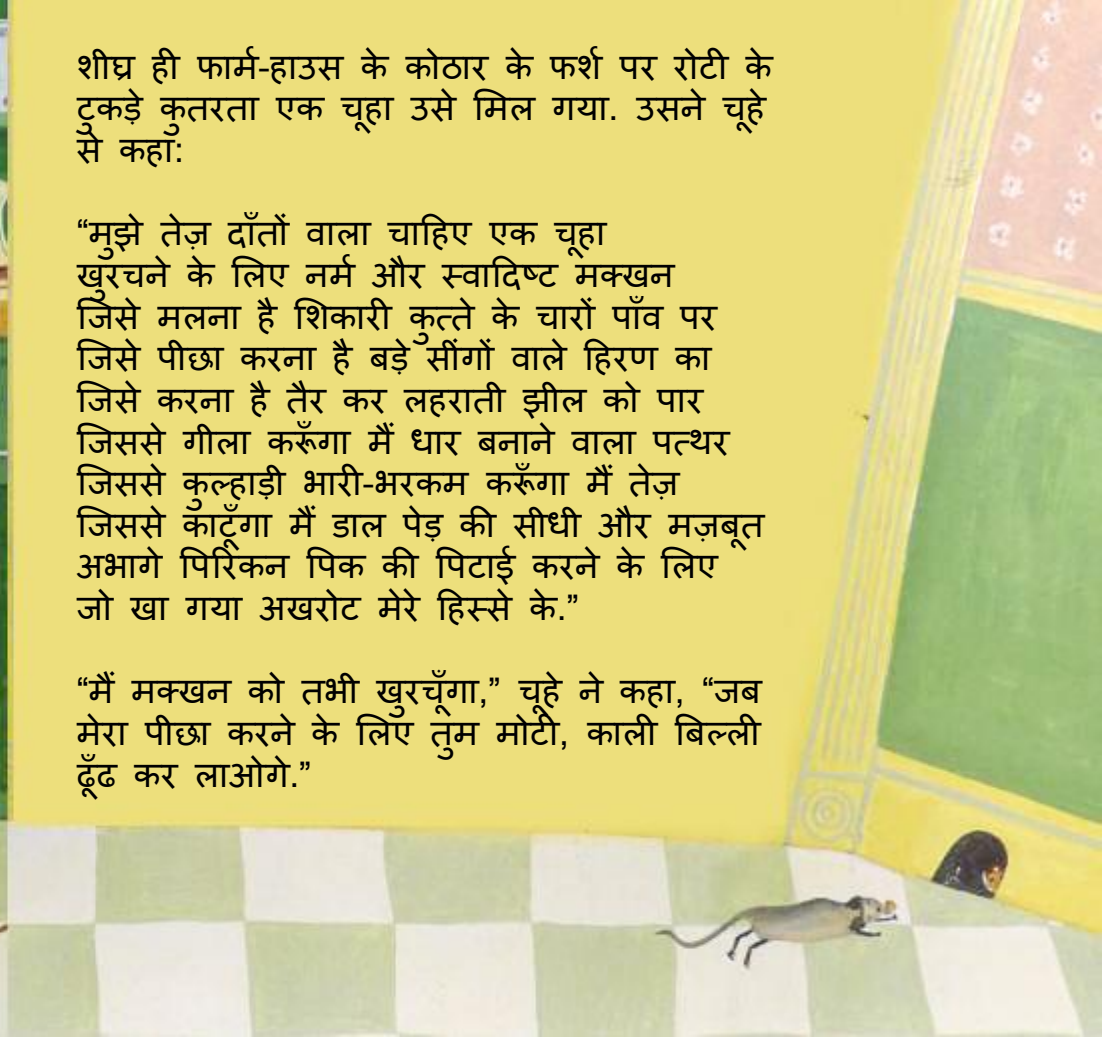 शीघ्र ही फार्म-हाउस के कोठार के फर्श पर रोटी के
टुकड़े कुतरता एक चूहा उसे मिल गया. उसने चूहे
से कहा:
“मुझे तेज़ दाँतों वाला चाहिए एक चूहा
खुरचने के लिए नर्म और स्वादिष्ट मक्खन
जिसे मलना है शिकारी कुत्ते के चारों पाँव पर
जिसे पीछा करना है बड़े सींगों वाले हिरण का
जिसे करना है तैर कर लहराती झील को पार
जिससे गीला करूँगा मैं धार बनाने वाला पत्थर
जिससे कुल्हाड़ी भारी-भरकम करूँगा मैं तेज़
जिससे काटूँगा मैं डाल पेड़ की सीधी और मज़बूत
अभागे पिरिकन पिक की पिटाई करने के लिए
जो खा गया अखरोट मेरे हिस्से के.”
“मैं मक्खन को तभी खुरचूँगा,” चूहे ने कहा, “जब
मेरा पीछा करने के लिए तुम मोटी, काली बिल्ली
ढूँढ कर लाओगे.”